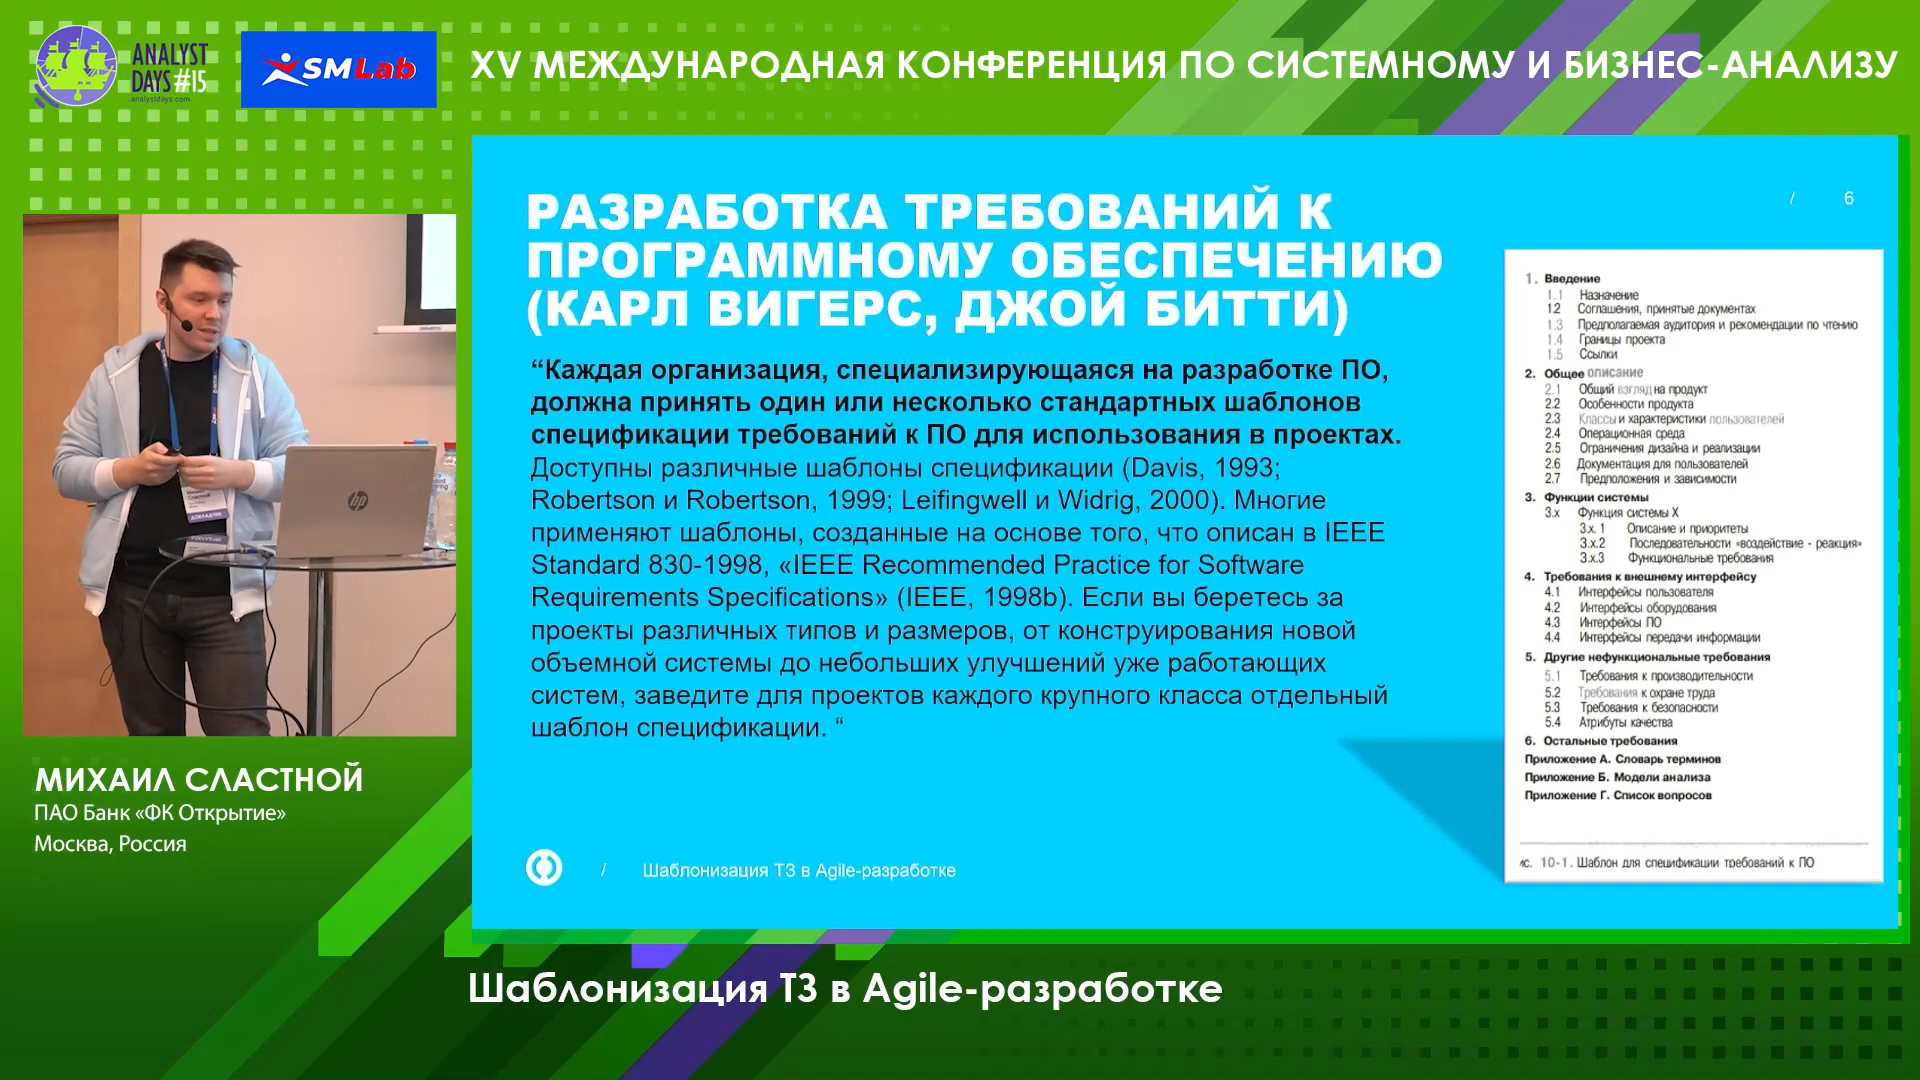 ANALYST
DAYS #15
analystdays.com
SMLab
XV МЕЖДУНАРОДНАЯ КОНФЕРЕНЦИЯ ПО СИСТЕМНОМУ И БИЗНЕС-АНАЛИЗУ
РАЗРАБОТКА ТРЕБОВАНИЙ К
ПРОГРАММНОМУ ОБЕСПЕЧЕНИЮ
(КАРЛ ВИГЕРС, ДЖОЙ БИТТИ)
/ 6
“Каждая организация, специализирующаяся на разработке ПО,
должна принять один или несколько стандартных шаблонов
спецификации требований к ПО для использования в проектах.
Доступны различные шаблоны спецификации (Davis, 1993;
Robertson и Robertson, 1999; Leifingwell и Widrig, 2000). Многие
применяют шаблоны, созданные на основе того, что описан в IEEE
Standard 830-1998, «IEEE Recommended Practice for Software
Requirements Specifications» (IEEE, 1998b). Если вы беретесь за
проекты различных типов и размеров, от конструирования новой
объемной системы до небольших улучшений уже работающих
систем, заведите для проектов каждого крупного класса отдельный
шаблон спецификации. “
1. Введение
1.1 Назначение
1.2 Соглашения, принятые документах
1.3 Предполагаемая аудитория и рекомендации по чтению
1.4 Границы проекта
1.5 Ссылки
2. Общее описание
2.1 Общий взгляд на продукт
2.2 Особенности продукта
2.3 Классы и характеристики пользователей
2.4 Операционная среда
2.5 Ограничения дизайна и реализации
2.6 Документация для пользователей
2.7 Предположения и зависимости
3. Функции системы
3.x Функция системы X
3.x.1 Описание и приоритеты
3.x.2 Последовательности «воздействие - реакция»
3.x.3 Функциональные требования
4. Требования к внешнему интерфейсу
4.1 Интерфейсы пользователя
4.2 Интерфейсы оборудования
4.3 Интерфейсы ПО
4.4 Интерфейсы передачи информации
5. Другие нефункциональные требования
5.1 Требования к производительности
5.2 Требования к охране труда
5.3 Требования к безопасности
5.4 Атрибуты качества
6. Остальные требования
Приложение А. Словарь терминов
Приложение Б. Модели анализа
Приложение Г. Список вопросов
ис. 10-1. Шаблон для спецификации требований к ПО
/ Шаблонизация ТЗ в Agile-разработке
hp
ДОКЛАДЧИК
МИХАИЛ СЛАСТНОЙ
ПАО Банк «ФК Открытие»
Москва, Россия
Шаблонизация ТЗ в Agile-разработке